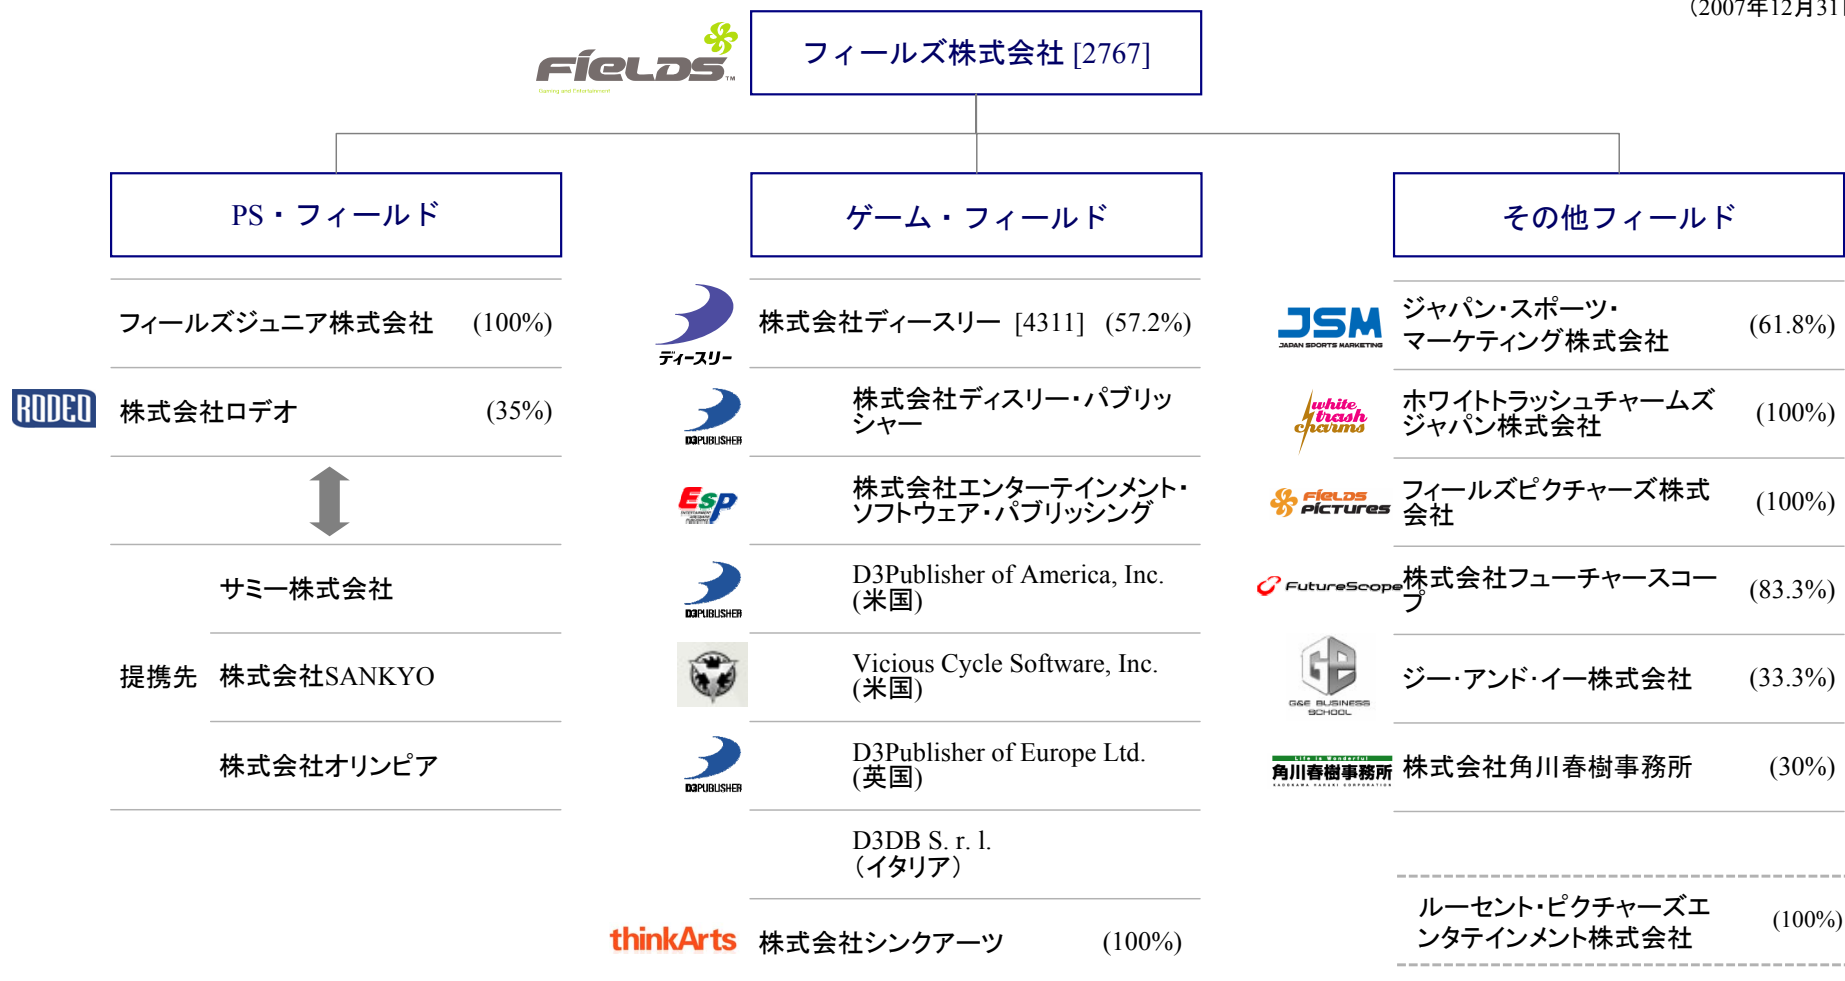 (2007年12月31
FIELDS™
Gaming and Entertainment
フィールズ株式会社 [2767]
PS・フィールド
フィールズジュニア株式会社 (100%)
RODEO
株式会社ロデオ (35%)
提携先
サミー株式会社
株式会社SANKYO
株式会社オリンピア
ゲーム・フィールド
ディースリー
株式会社ディースリー [4311] (57.2%)
D3PUBLISHER
株式会社ディスリー・パブリッ
シャー
ESP
株式会社エンターテインメント・
ソフトウェア・パブリッシング
D3PUBLISHER
D3Publisher of America, Inc.
(米国)
Vicious Cycle Software, Inc.
(米国)
D3PUBLISHER
D3Publisher of Europe Ltd.
(英国)
D3DB S. r. l.
(イタリア)
thinkArts
株式会社シンクアーツ (100%)
その他フィールド
JSM
JAPAN SPORTS MARKETING
ジャパン・スポーツ・
マーケティング株式会社 (61.8%)
white
trash
charms
ホワイトトラッシュチャームズ
ジャパン株式会社 (100%)
FIELDS
PICTURES
フィールズピクチャーズ株式
会社 (100%)
FutureScope
株式会社フューチャースコー
プ (83.3%)
G&E BUSINESS
SCHOOL
ジー・アンド・イー株式会社 (33.3%)
Life is Wonderful
角川春樹事務所
KADOKAWA HARUKI CORPORATION
株式会社角川春樹事務所 (30%)
ルーセント・ピクチャーズエ
ンタテインメント株式会社 (100%)